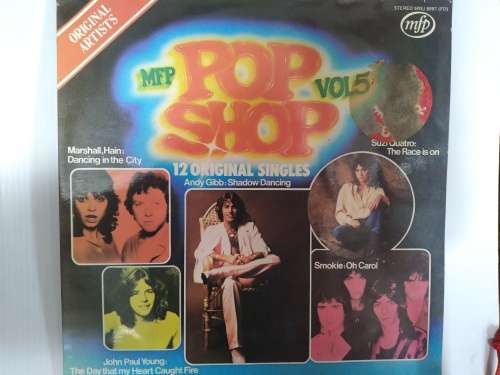 ORIGINAL
ARTISTS
STEREO
mfp
MFP
POP
SHOP
VOL5
12 ORIGINAL SINGLES
Marshall, Hain:
Dancing in the City
Andy Gibb: Shadow Dancing
Suzi Quatro:
The Race is on
Smokie: Oh Carol
John Paul Young:
The Day that my Heart Caught Fire